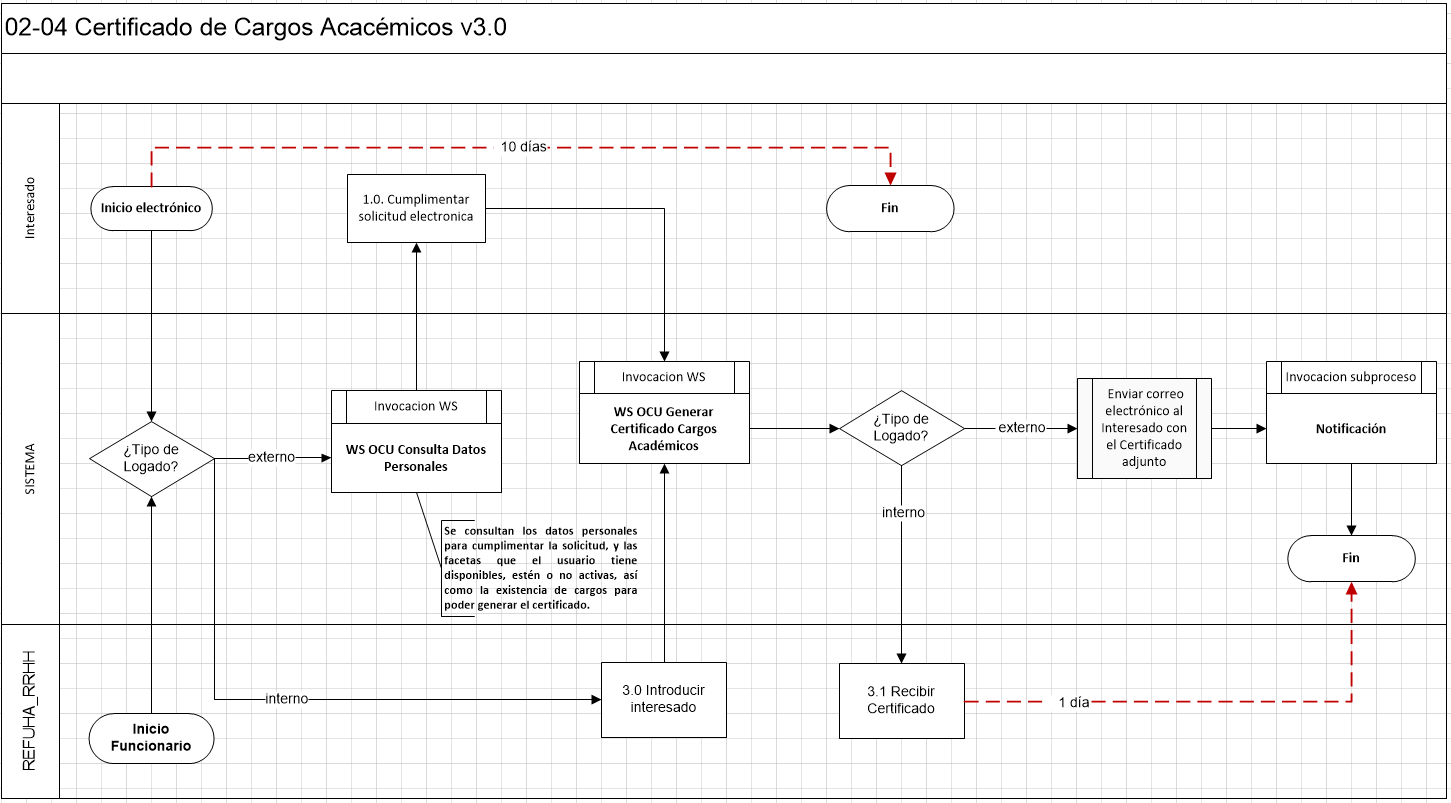 02-04 Certificado de Cargos Acacémicos v3.0
Interesado
10 días
Inicio electrónico
1.0. Cumplimentar
solicitud electronica
Fin
SISTEMA
¿Tipo de
Logado?
externo
Invocacion WS
WS OCU Consulta Datos
Personales
Se consultan los datos personales
para cumplimentar la solicitud, y las
facetas que el usuario tiene
disponibles, estén o no activas, así
como la existencia de cargos para
poder generar el certificado.
Invocacion WS
WS OCU Generar
Certificado Cargos
Académicos
¿Tipo de
Logado?
externo
interno
Enviar correo
electrónico al
Interesado con
el Certificado
adjunto
Invocacion subproceso
Notificación
Fin
REFUHA_RRHH
Inicio
Funcionario
interno
3.0 Introducir
interesado
3.1 Recibir
Certificado
1 día